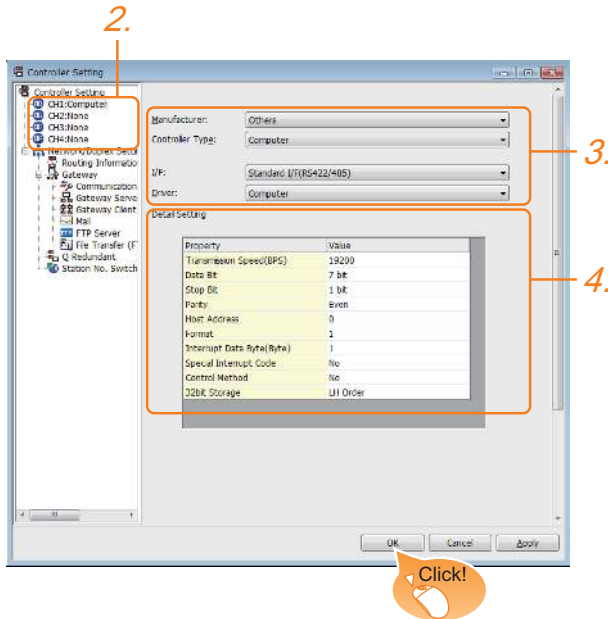 2.
Controller Setting
Controller Setting
CH1:Computer
CH2:None
CH3:None
CH4:None
Network/Duplex Setti
Routing Informatio
Gateway
Communication
Gateway Serve
Gateway Client
Mail
FTP Server
File Transfer (F
Q Redundant
Station No. Switch
Manufacturer: Others
Controller Type: Computer
I/F: Standard I/F(RS422/485)
Driver: Computer
3.
Detail Setting
Property Value
Transmission Speed(BPS) 19200
Data Bit 7 bit
Stop Bit 1 bit
Parity Even
Host Address 0
Format 1
Interrupt Data Byte(Byte) 1
Special Interrupt Code No
Control Method No
32bit Storage LH Order
4.
OK Cancel Apply
Click!